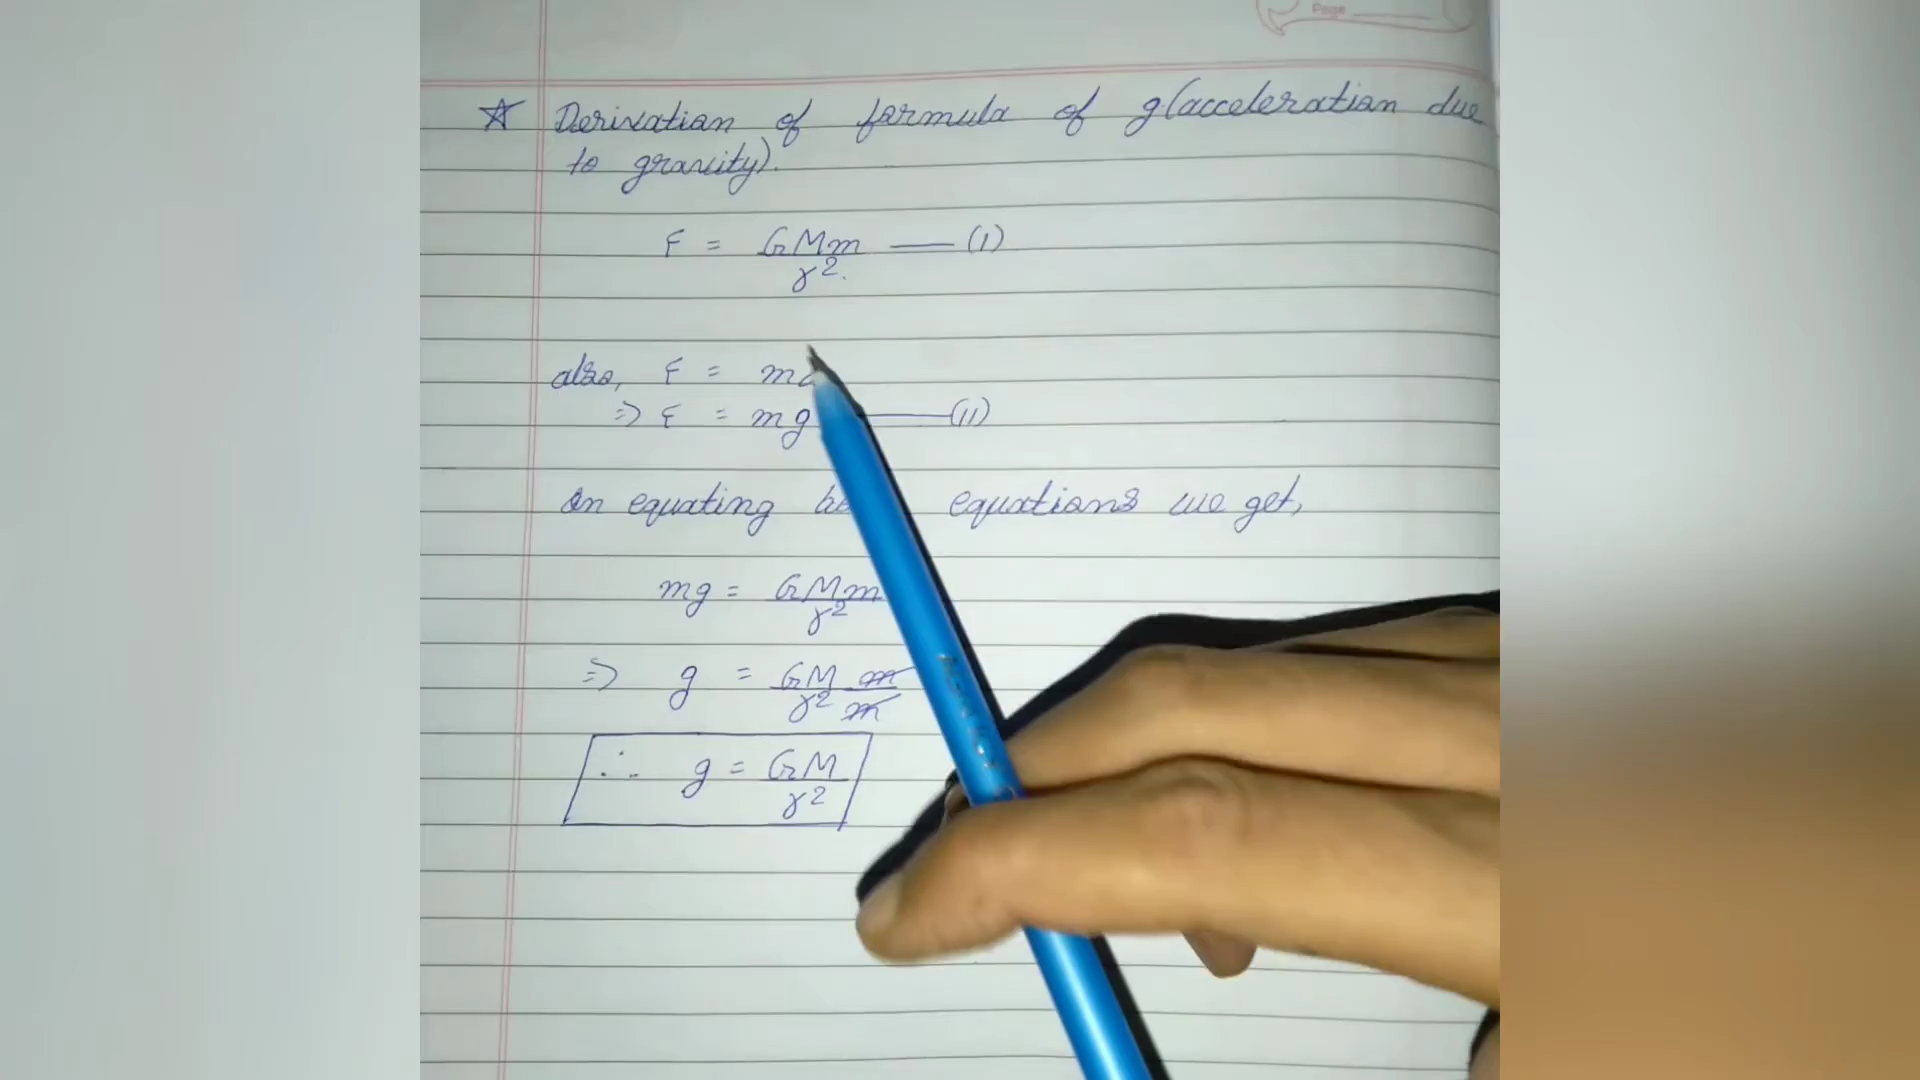 Page
☆ Derivation of formula of g(acceleration due
to gravity).
F = GMm/r². —— (I)
also, F =
=> F = mg —— (II)
On equating equations we get,
mg = GMm/r²
=> g = GM/r² m/m
∴ g = GM/r²